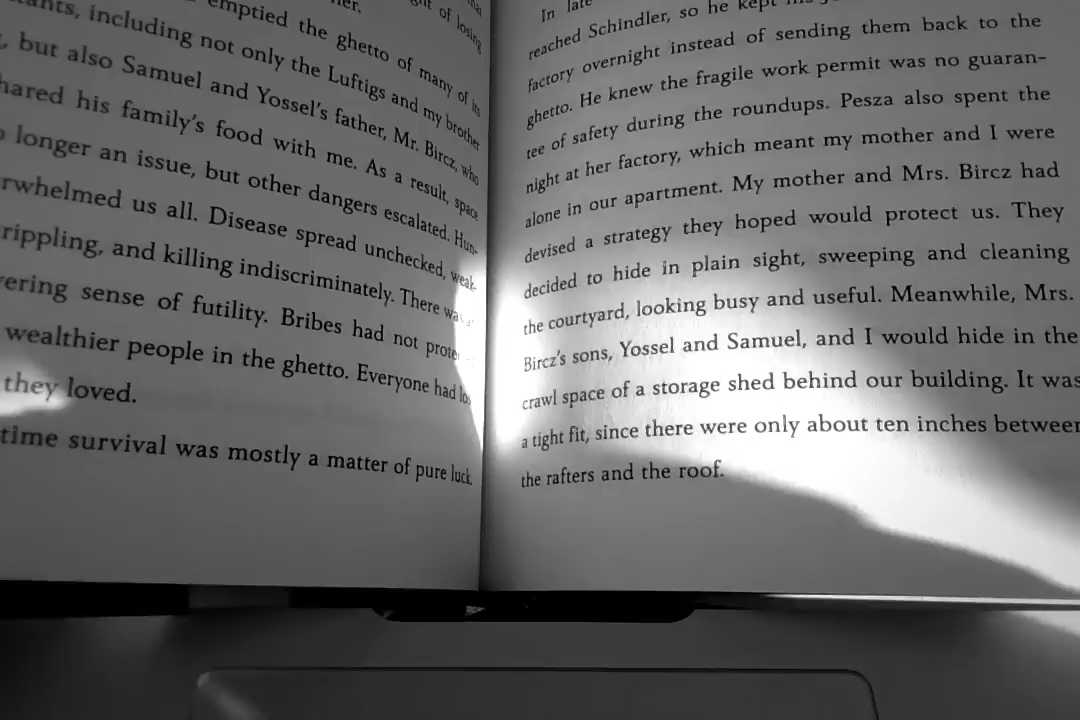 emptied the ghetto of many of its
including not only the Luftigs and my brother
but also Samuel and Yossel's father, Mr. Bircz, who
his family's food with me. As a result, space
longer an issue, but other dangers escalated. Hun-
us all. Disease spread unchecked, weak-
and killing indiscriminately. There was
sense of futility. Bribes had not
wealthier people in the ghetto. Everyone had
they loved.
time survival was mostly a matter of pure luck.
In late
reached Schindler, so he kept
factory overnight instead of sending them back to the
ghetto. He knew the fragile work permit was no guaran-
tee of safety during the roundups. Pesza also spent the
night at her factory, which meant my mother and I were
alone in our apartment. My mother and Mrs. Bircz had
devised a strategy they hoped would protect us. They
decided to hide in plain sight, sweeping and cleaning
the courtyard, looking busy and useful. Meanwhile, Mrs.
Bircz's sons, Yossel and Samuel, and I would hide in the
crawl space of a storage shed behind our building. It was
a tight fit, since there were only about ten inches between
the rafters and the roof.